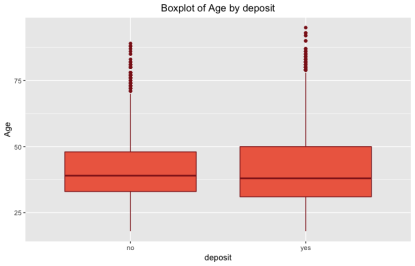 Boxplot of Age by deposit
Age
75
50
25
no yes
deposit